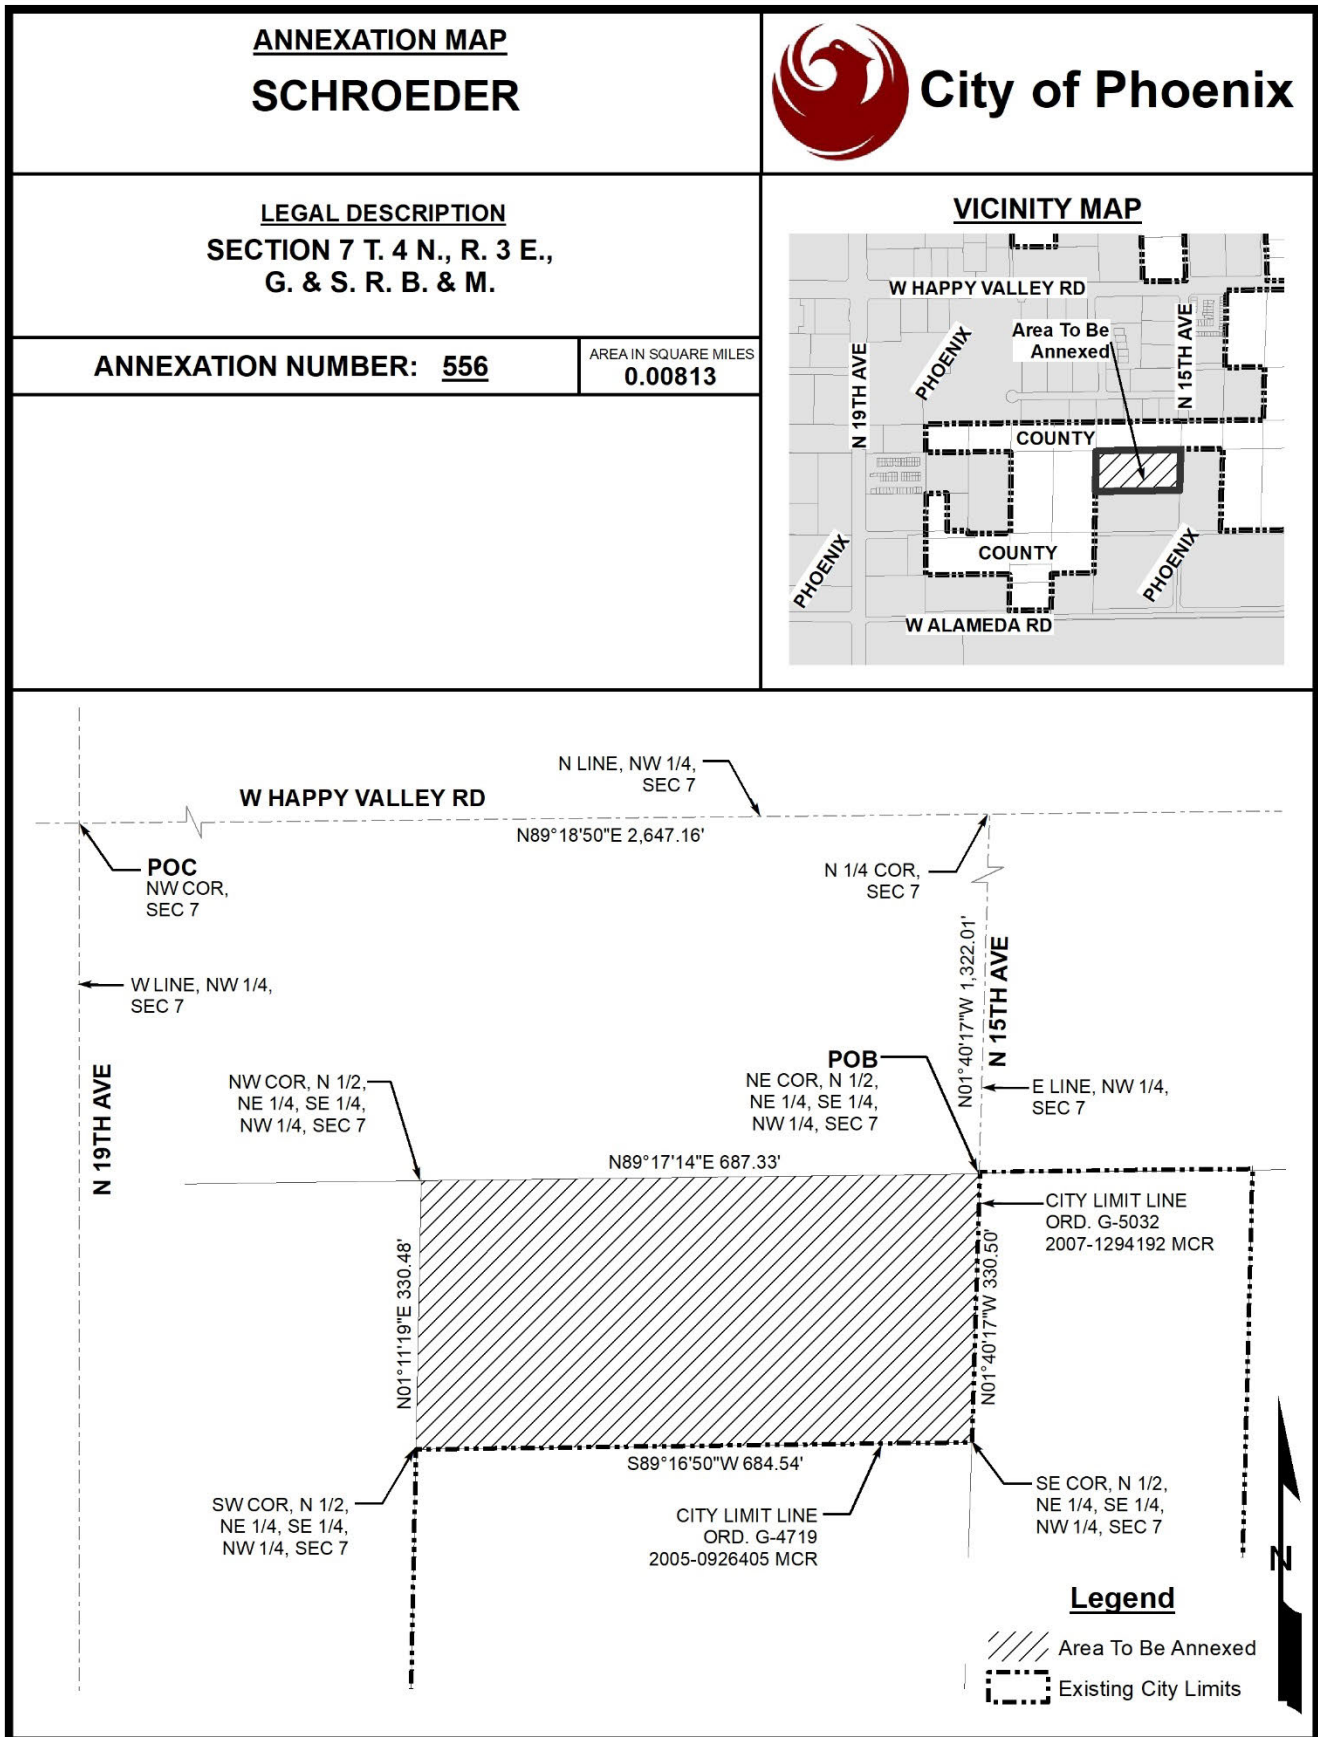 ANNEXATION MAP
SCHROEDER
City of Phoenix
LEGAL DESCRIPTION
SECTION 7 T. 4 N., R. 3 E.,
G. & S. R. B. & M.
ANNEXATION NUMBER: 556
AREA IN SQUARE MILES
0.00813
VICINITY MAP
W HAPPY VALLEY RD
N 19TH AVE
PHOENIX
Area To Be
Annexed
N 15TH AVE
COUNTY
COUNTY
PHOENIX
PHOENIX
W ALAMEDA RD
N LINE, NW 1/4,
SEC 7
W HAPPY VALLEY RD
N89°18'50"E 2,647.16'
POC
NW COR,
SEC 7
N 1/4 COR,
SEC 7
W LINE, NW 1/4,
SEC 7
N01°40'17"W 1,322.01'
N 15TH AVE
N 19TH AVE
NW COR, N 1/2,
NE 1/4, SE 1/4,
NW 1/4, SEC 7
POB
NE COR, N 1/2,
NE 1/4, SE 1/4,
NW 1/4, SEC 7
E LINE, NW 1/4,
SEC 7
N89°17'14"E 687.33'
CITY LIMIT LINE
ORD. G-5032
2007-1294192 MCR
N01°11'19"E 330.48'
N01°40'17"W 330.50'
S89°16'50"W 684.54'
SW COR, N 1/2,
NE 1/4, SE 1/4,
NW 1/4, SEC 7
CITY LIMIT LINE
ORD. G-4719
2005-0926405 MCR
SE COR, N 1/2,
NE 1/4, SE 1/4,
NW 1/4, SEC 7
N
Legend
Area To Be Annexed
Existing City Limits